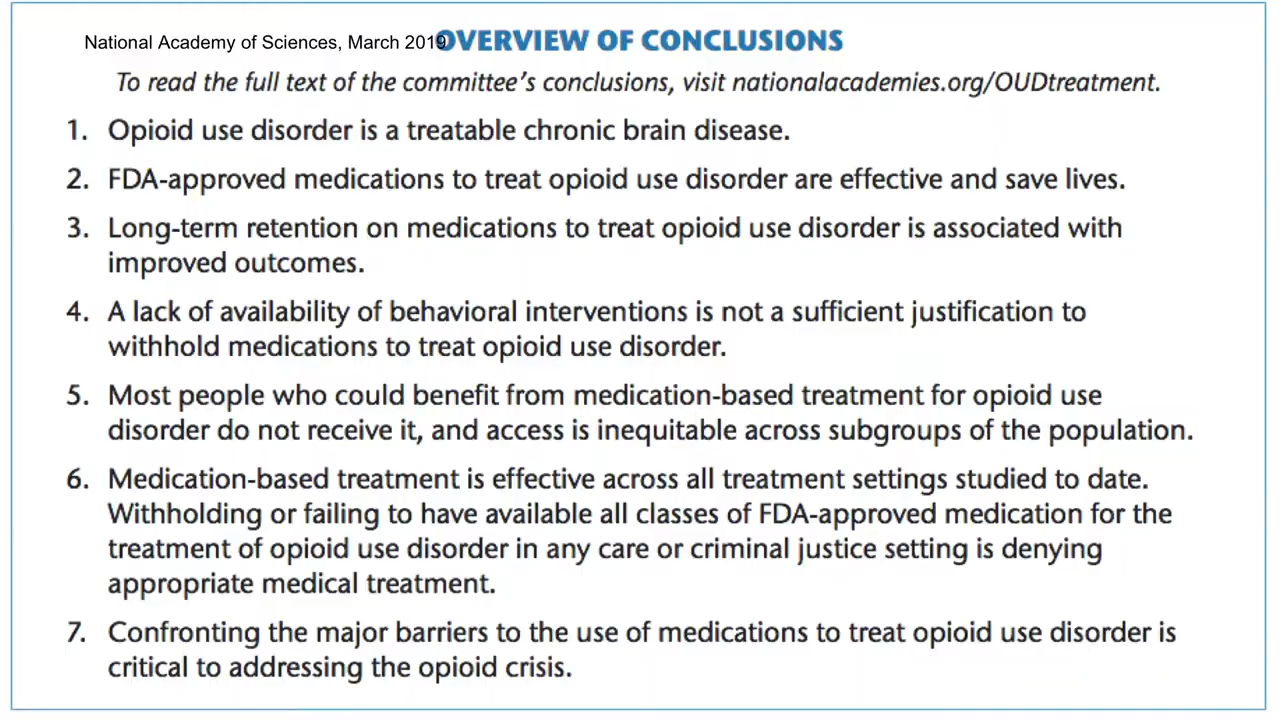 National Academy of Sciences, March 2019 OVERVIEW OF CONCLUSIONS
To read the full text of the committee's conclusions, visit nationalacademies.org/OUDtreatment.
1. Opioid use disorder is a treatable chronic brain disease.
2. FDA-approved medications to treat opioid use disorder are effective and save lives.
3. Long-term retention on medications to treat opioid use disorder is associated with
improved outcomes.
4. A lack of availability of behavioral interventions is not a sufficient justification to
withhold medications to treat opioid use disorder.
5. Most people who could benefit from medication-based treatment for opioid use
disorder do not receive it, and access is inequitable across subgroups of the population.
6. Medication-based treatment is effective across all treatment settings studied to date.
Withholding or failing to have available all classes of FDA-approved medication for the
treatment of opioid use disorder in any care or criminal justice setting is denying
appropriate medical treatment.
7. Confronting the major barriers to the use of medications to treat opioid use disorder is
critical to addressing the opioid crisis.